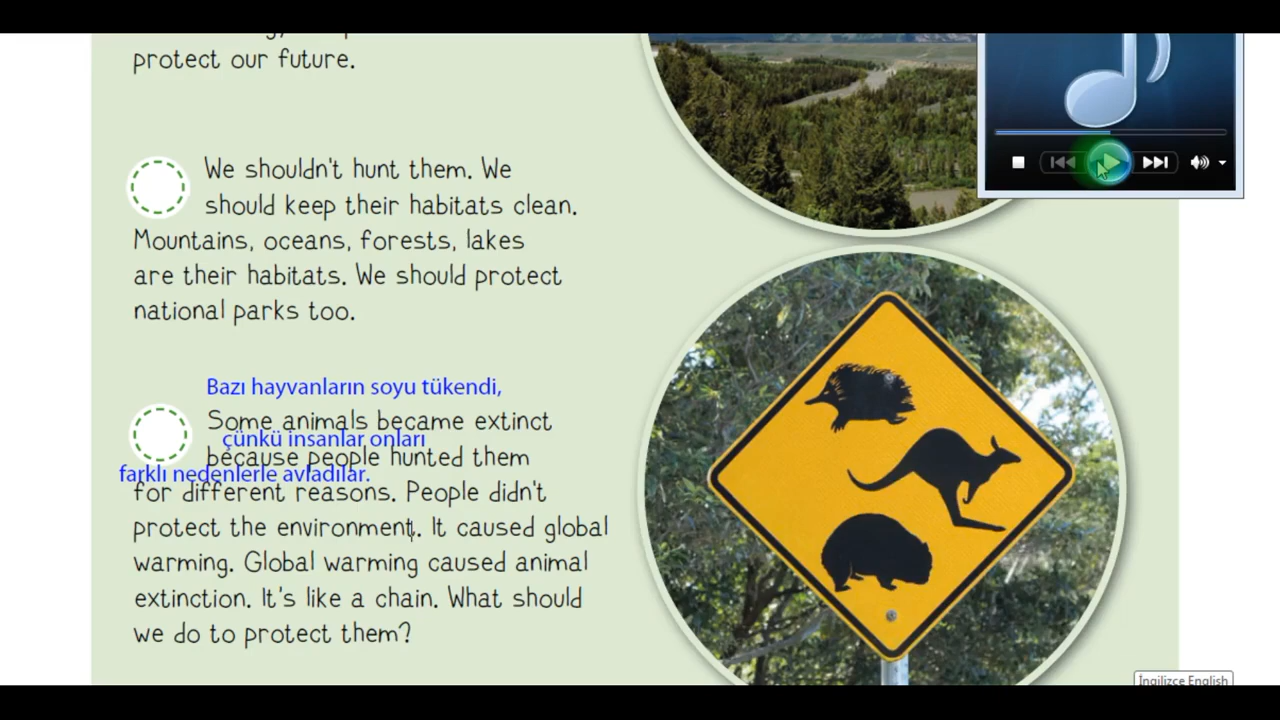 protect our future.
We shouldn't hunt them. We
should keep their habitats clean.
Mountains, oceans, forests, lakes
are their habitats. We should protect
national parks too.
Bazı hayvanların soyu tükendi,
Some animals became extinct
çünkü insanlar onları
because people hunted them
farklı nedenlerle avladılar.
for different reasons. People didn't
protect the environment. It caused global
warming. Global warming caused animal
extinction. It's like a chain. What should
we do to protect them?
İngilizce English